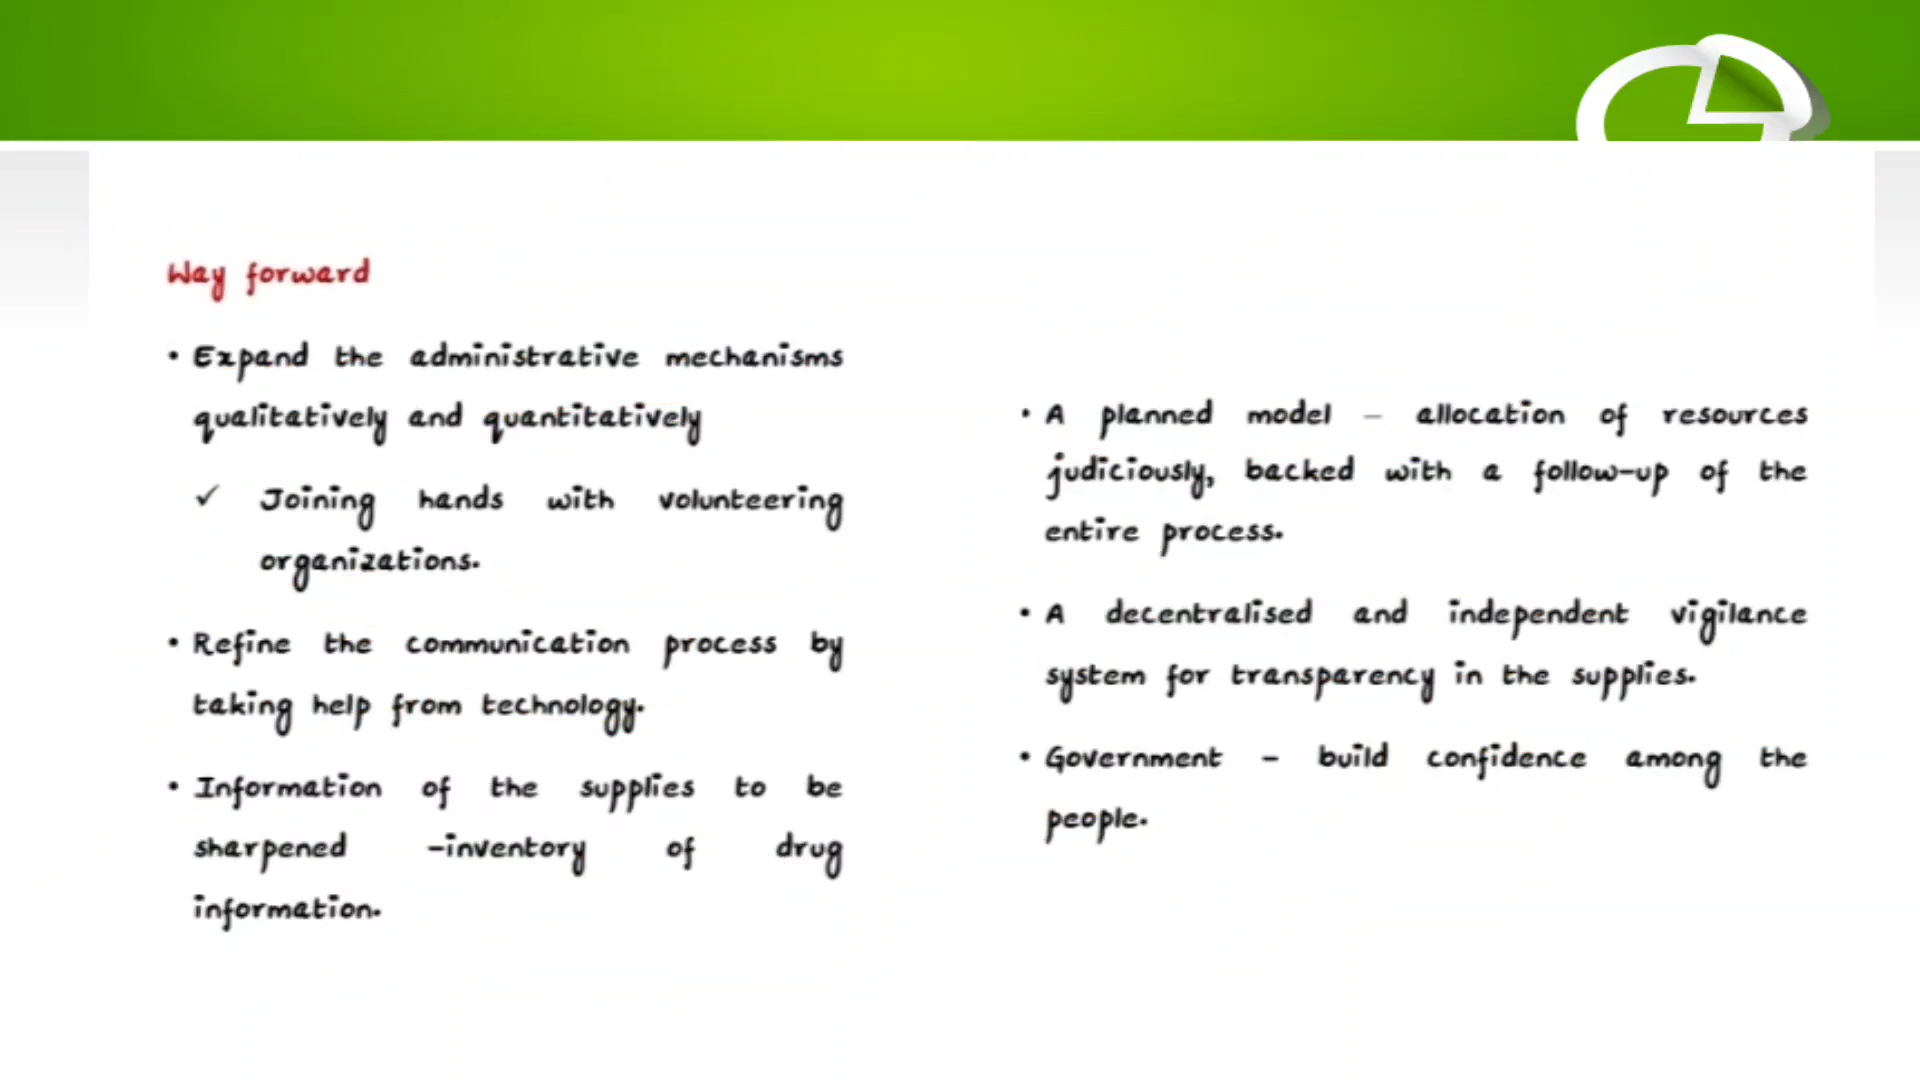 Way forward
• Expand the administrative mechanisms
qualitatively and quantitatively
✓ Joining hands with volunteering
organizations.
• Refine the communication process by
taking help from technology.
• Information of the supplies to be
sharpened -inventory of drug
information.
• A planned model – allocation of resources
judiciously, backed with a follow-up of the
entire process.
• A decentralised and independent vigilance
system for transparency in the supplies.
• Government - build confidence among the
people.